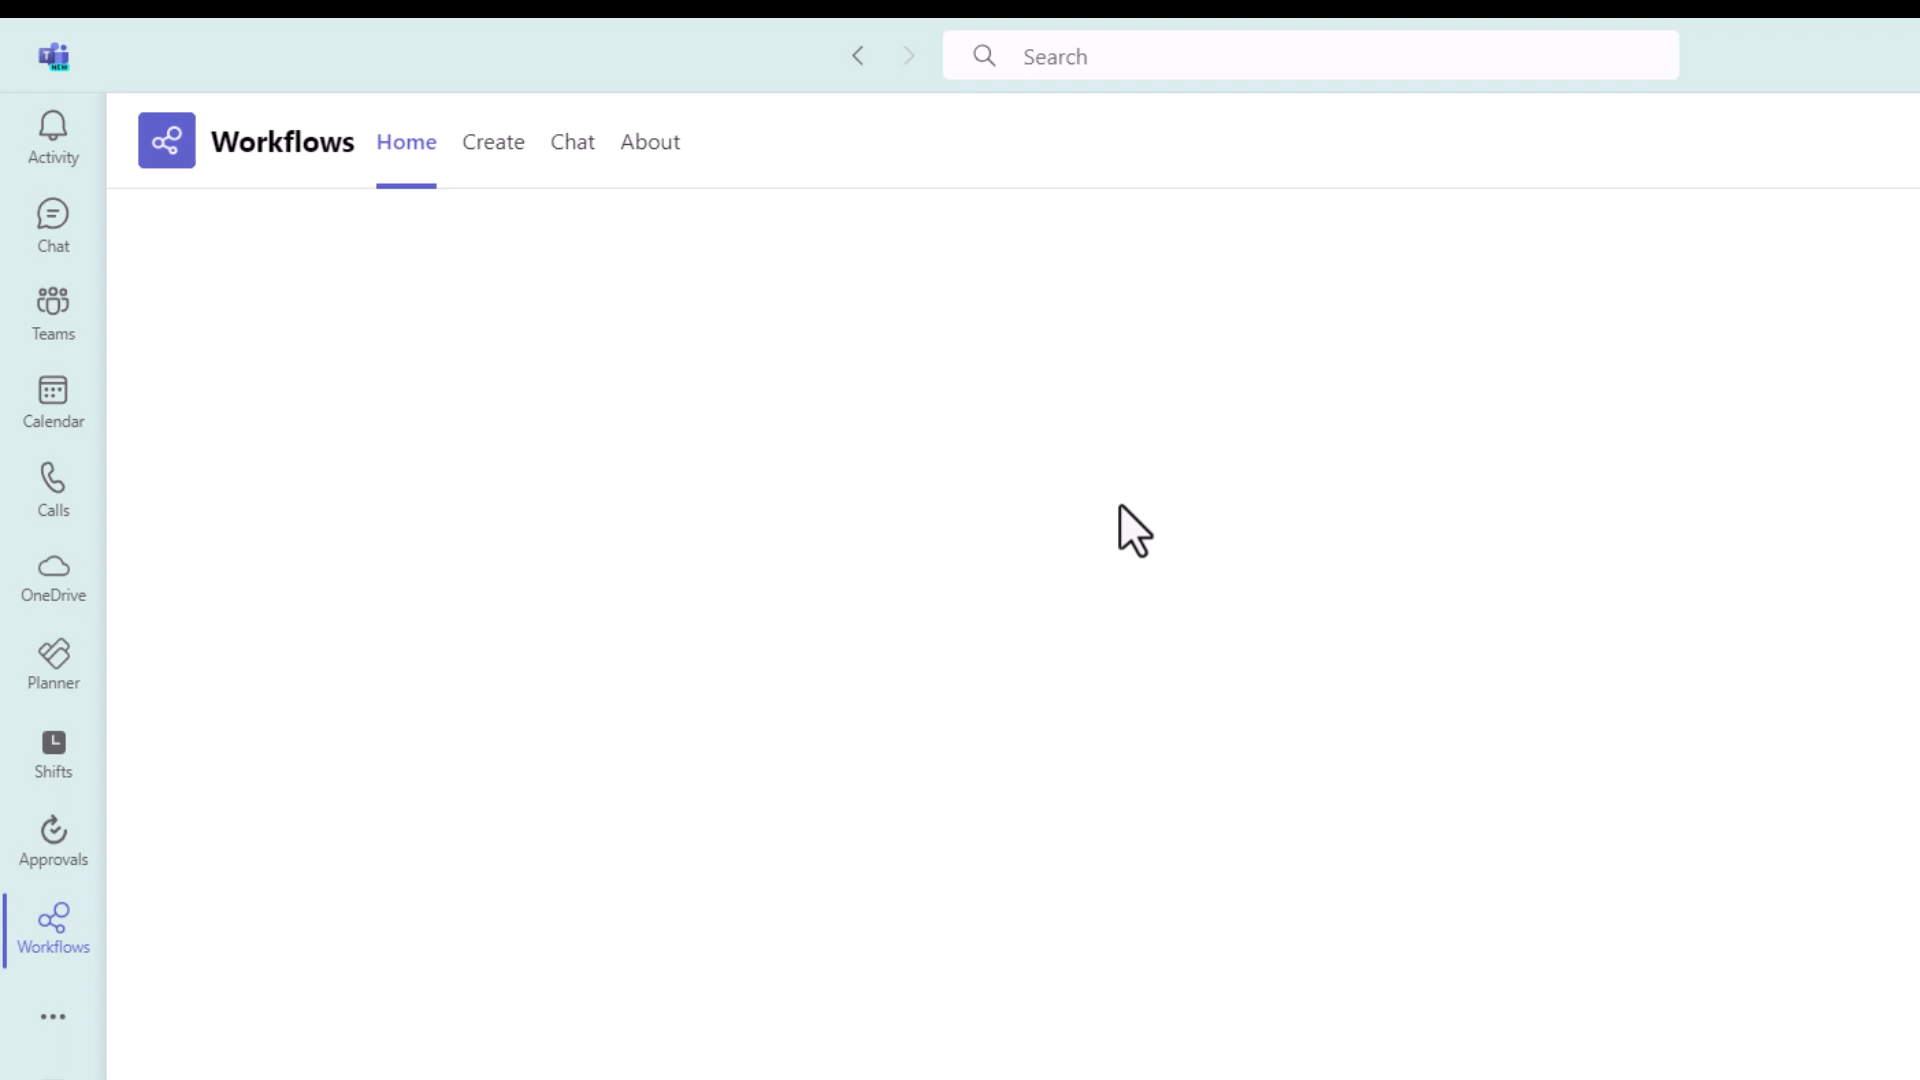 Search
Workflows Home Create Chat About
Activity
Chat
Teams
Calendar
Calls
OneDrive
Planner
Shifts
Approvals
Workflows